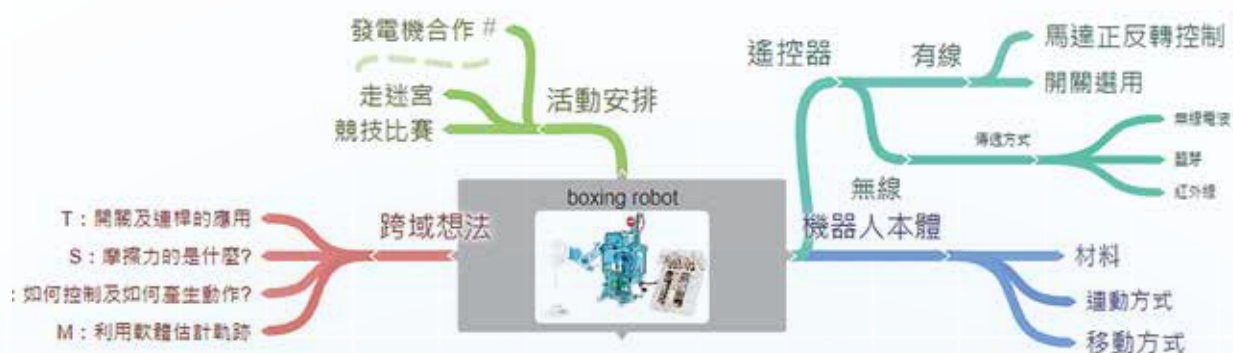 發電機合作 #
走迷宮
競技比賽
活動安排
遙控器
有線
馬達正反轉控制
開關選用
無線
傳遞方式
無線電波
藍芽
紅外線
boxing robot
跨域想法
T：開關及連桿的應用
S：摩擦力的是什麼?
：如何控制及如何產生動作?
M：利用軟體估計軌跡
機器人本體
材料
連動方式
移動方式